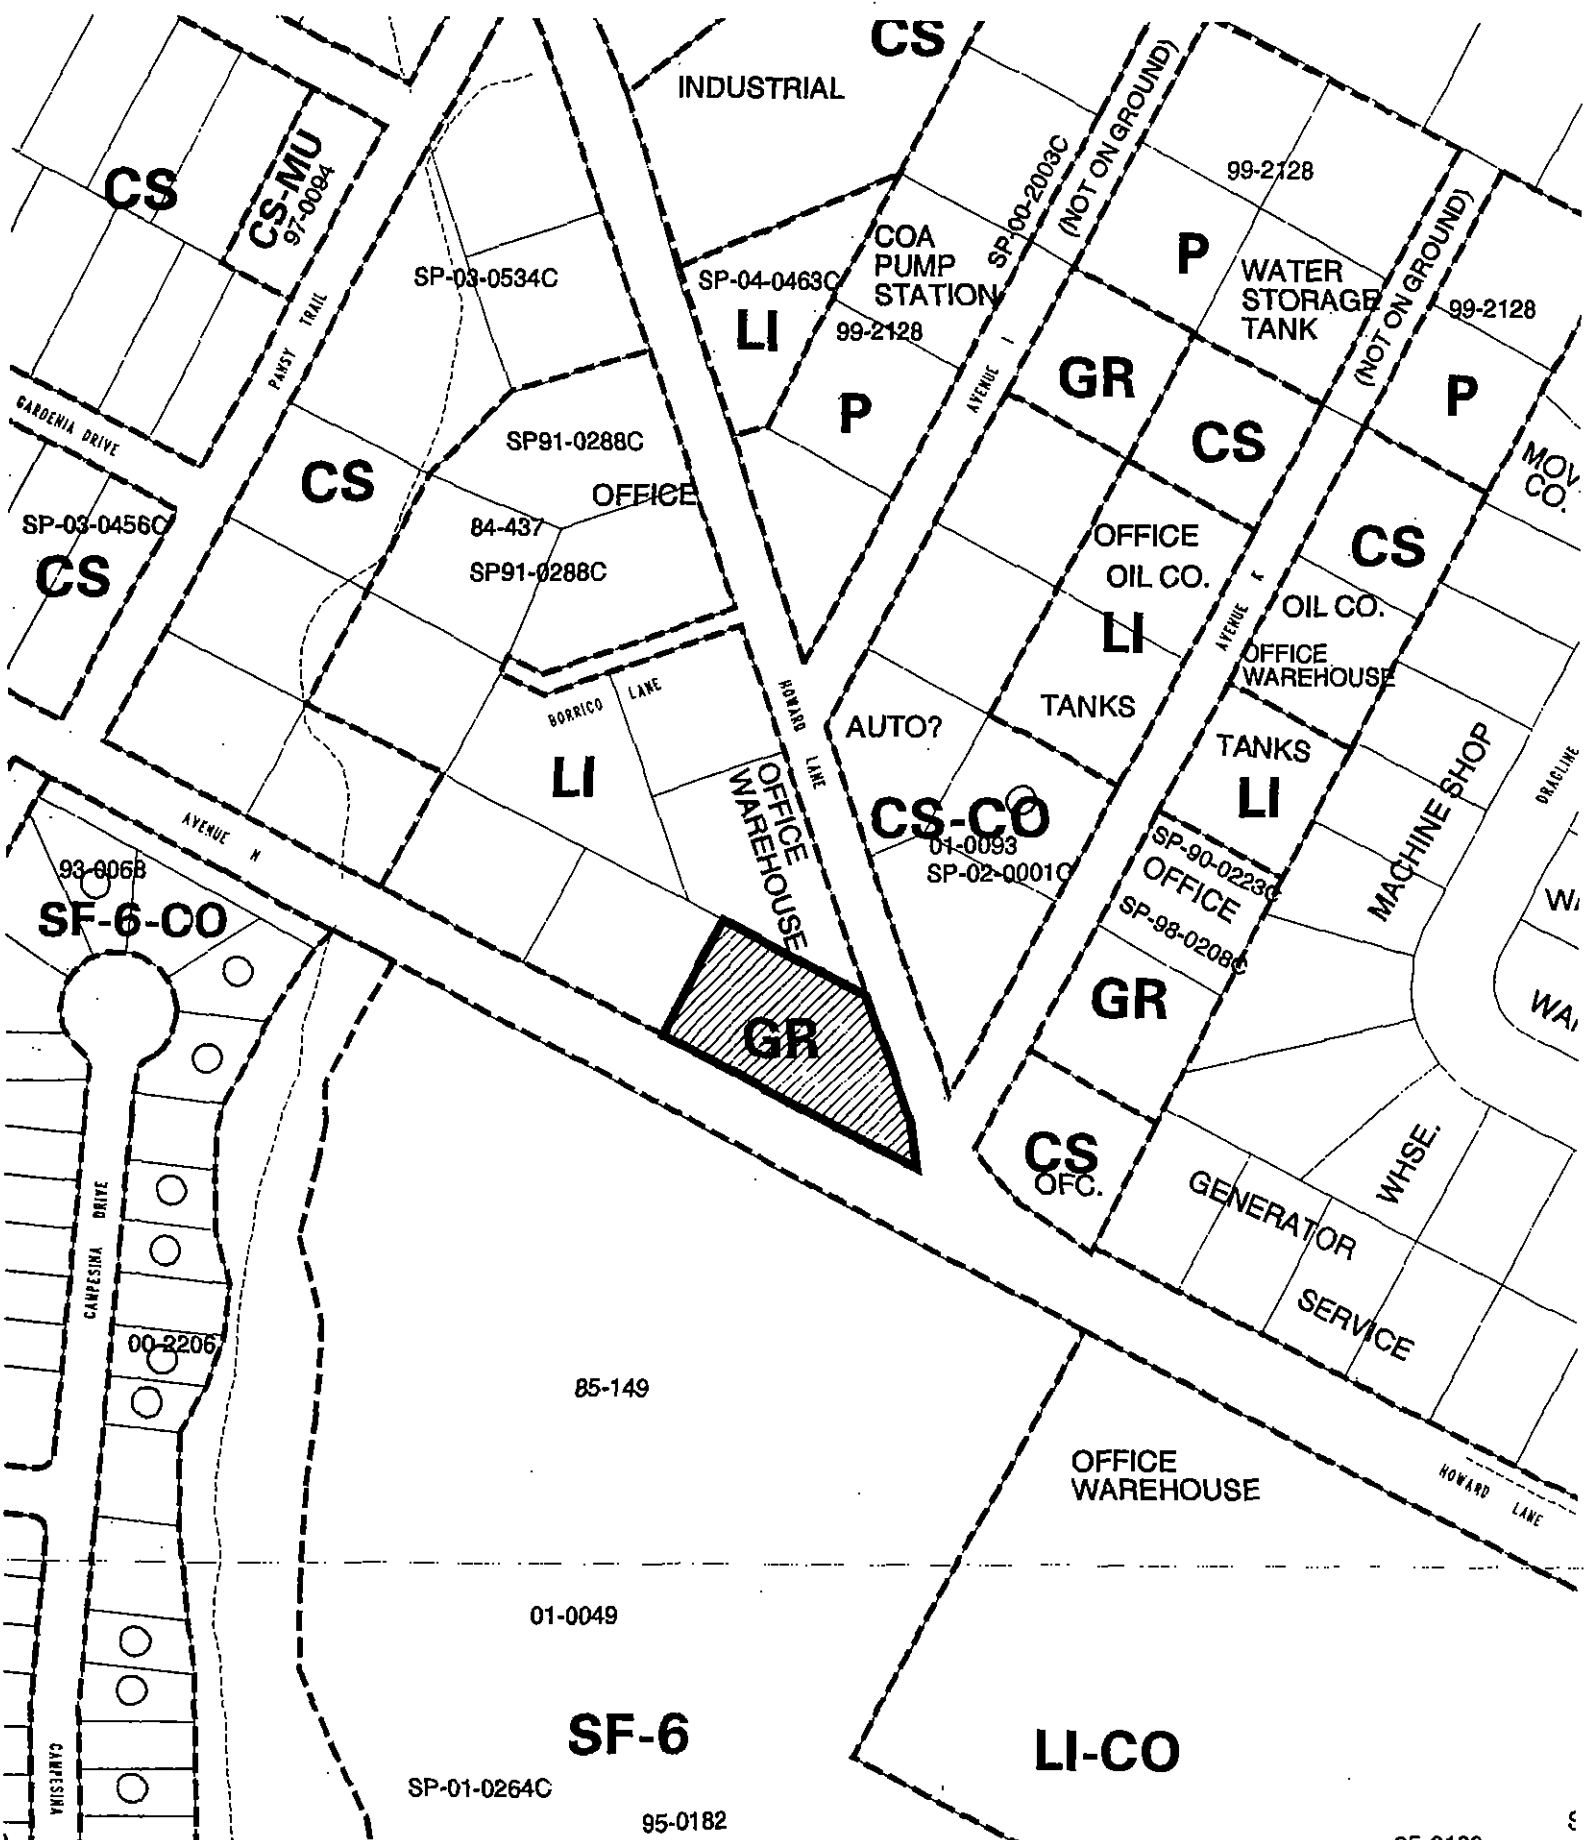 CS
INDUSTRIAL
CS
CS-MU
97-0094
SP-00-2003C
(NOT ON GROUND)
99-2128
P
WATER
STORAGE
TANK
(NOT ON GROUND)
99-2128
P
SP-03-0534C
SP-04-0463C
LI
COA
PUMP
STATION
99-2128
P
PANSY TRAIL
AVENUE I
GR
CS
MOV.
CO.
GARDENIA DRIVE
CS
SP91-0288C
OFFICE
84-437
SP91-0288C
SP-03-0456C
CS
OFFICE
OIL CO.
LI
TANKS
CS
OIL CO.
AVENUE K
OFFICE
WAREHOUSE
TANKS
LI
BORRICO LANE
HOWARD LANE
LI
OFFICE
WAREHOUSE
AUTO?
CS-CO
01-0093
SP-02-0001C
SP-90-0223C
OFFICE
SP-98-0208C
MACHINE SHOP
DRAGLINE
AVENUE N
93-0068
SF-6-CO
GR
GR
CS
OFC.
WHSE.
GENERATOR
SERVICE
CAMPESINA DRIVE
00-2206
85-149
OFFICE
WAREHOUSE
HOWARD LANE
01-0049
SF-6
LI-CO
CAMPESINA
SP-01-0264C
95-0182